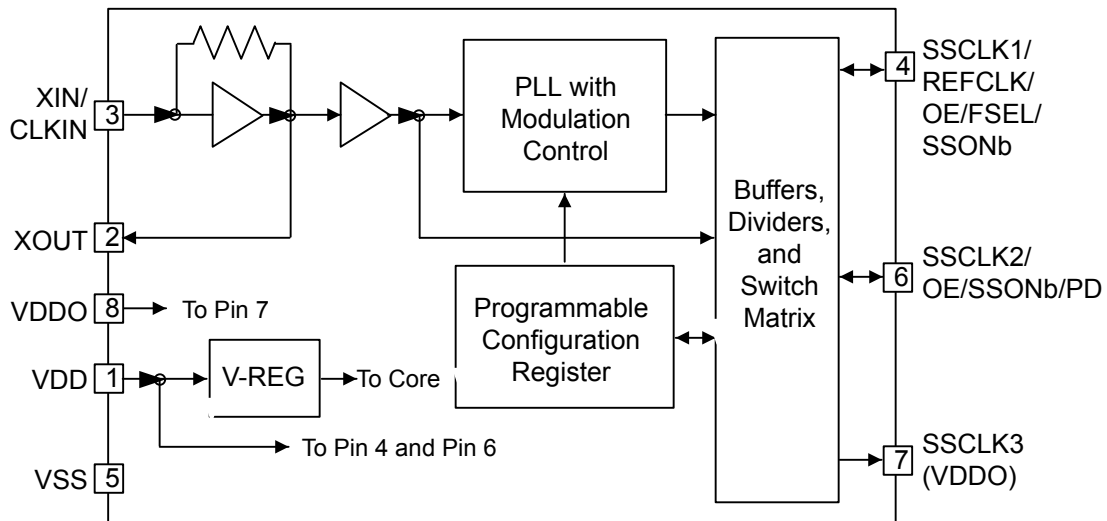 XIN/
CLKIN
3
XOUT
2
VDDO
8
To Pin 7
VDD
1
V-REG
To Core
To Pin 4 and Pin 6
VSS
5
PLL with
Modulation
Control
Programmable
Configuration
Register
Buffers,
Dividers,
and
Switch
Matrix
4
SSCLK1/
REFCLK/
OE/FSEL/
SSONb
6
SSCLK2/
OE/SSONb/PD
7
SSCLK3
(VDDO)